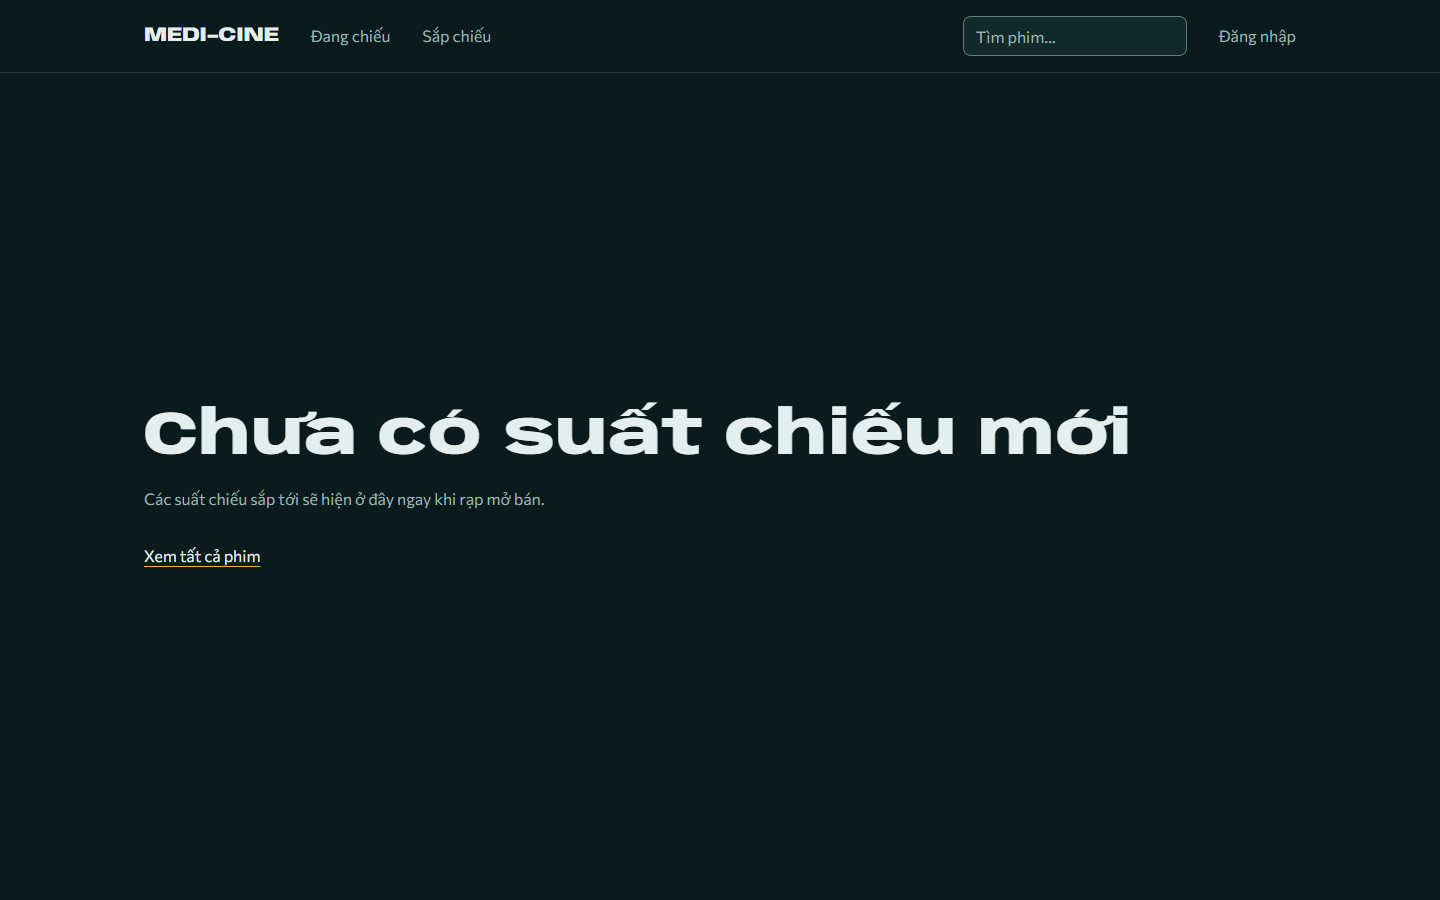 MEDI-CINE
Đang chiếu
Sắp chiếu
Tìm phim...
Đăng nhập
Chưa có suất chiếu mới
Các suất chiếu sắp tới sẽ hiện ở đây ngay khi rạp mở bán.
Xem tất cả phim